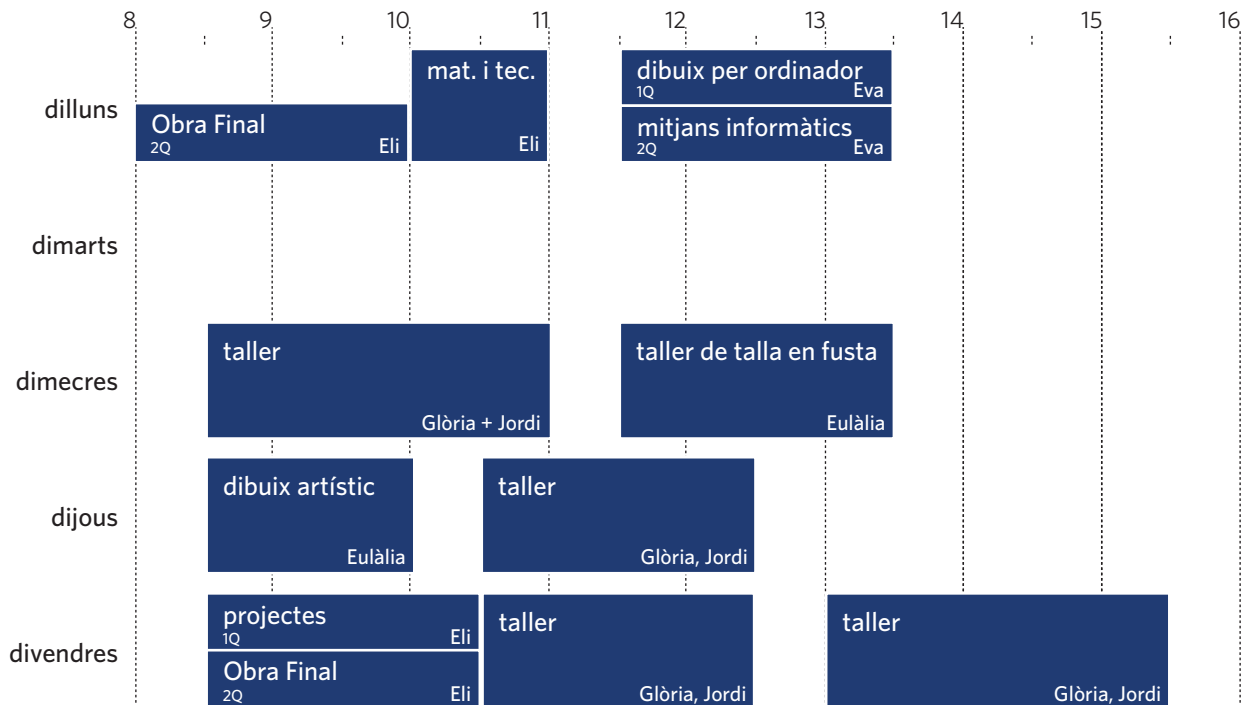 8 9 10 11 12 13 14 15 16
dilluns
Obra Final
2Q Eli
mat. i tec.
Eli
dibuix per ordinador
1Q Eva
mitjans informàtics
2Q Eva
dimarts
dimecres
taller
Glòria + Jordi
taller de talla en fusta
Eulàlia
dijous
dibuix artístic
Eulàlia
taller
Glòria, Jordi
divendres
projectes
1Q Eli
Obra Final
2Q Eli
taller
Glòria, Jordi
taller
Glòria, Jordi